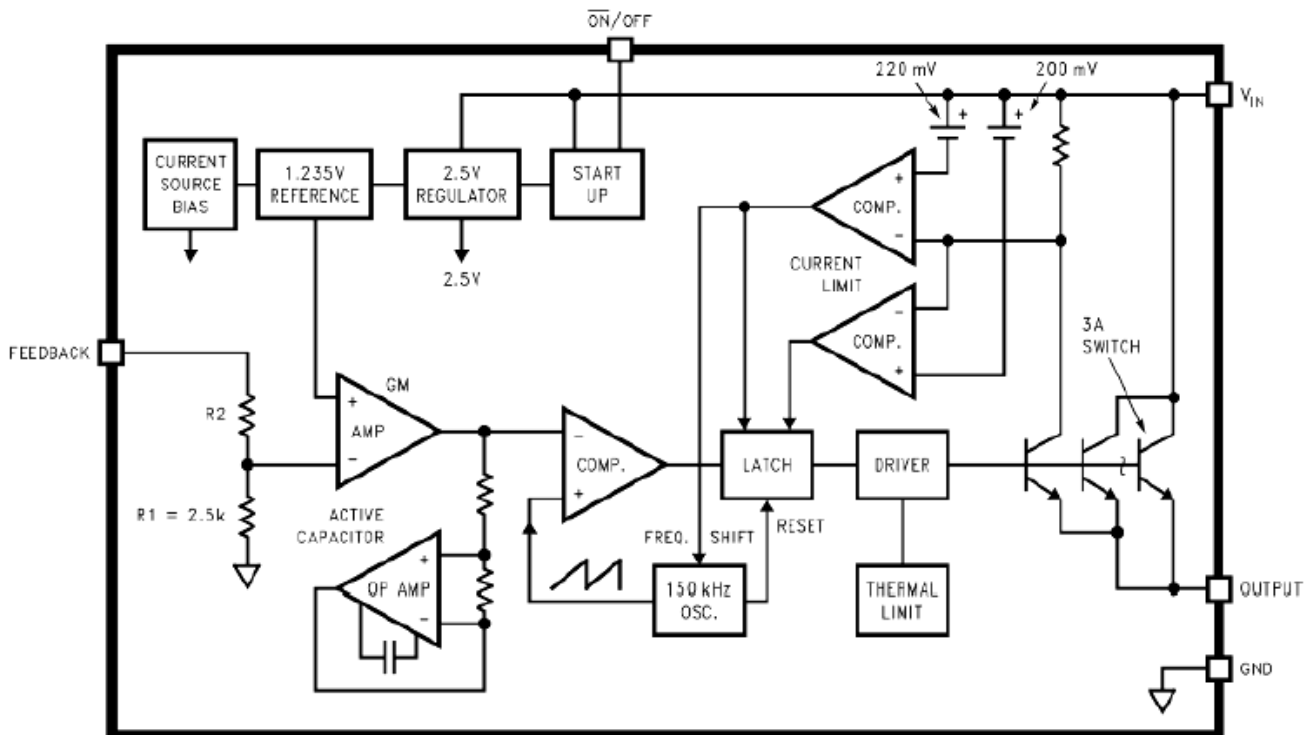 ON/OFF
220 mV
200 mV
+
+
VIN
CURRENT
SOURCE
BIAS
1.235V
REFERENCE
2.5V
REGULATOR
START
UP
+
COMP.
−
2.5V
CURRENT
LIMIT
−
COMP.
+
3A
SWITCH
FEEDBACK
R2
GM
+
AMP
−
−
COMP.
+
LATCH
DRIVER
R1 = 2.5k
ACTIVE
CAPACITOR
FREQ. SHIFT
RESET
+
OP AMP
−
150 kHz
OSC.
THERMAL
LIMIT
OUTPUT
GND